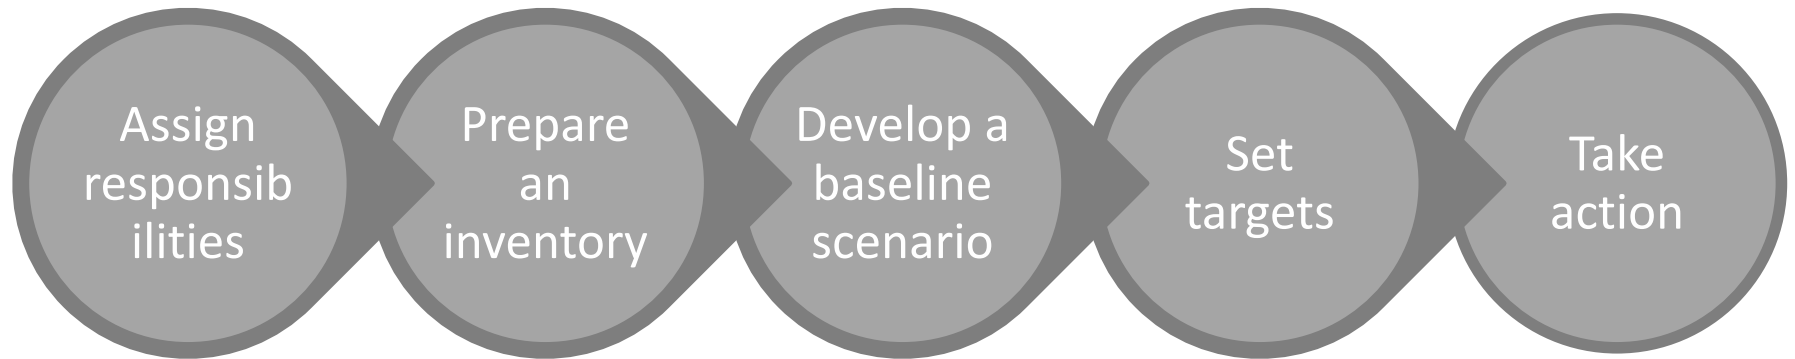 Assign
responsib
ilities
Prepare
an
inventory
Develop a
baseline
scenario
Set
targets
Take
action